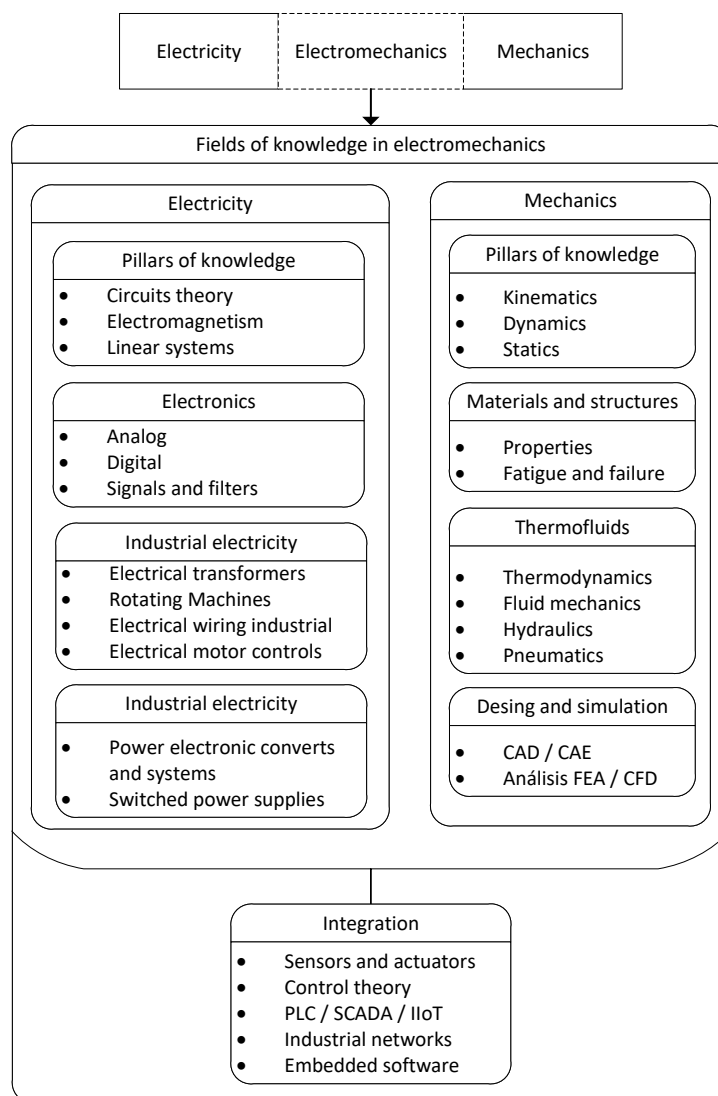 Electricity
Electromechanics
Mechanics
Fields of knowledge in electromechanics
Electricity
Pillars of knowledge
• Circuits theory
• Electromagnetism
• Linear systems
Electronics
• Analog
• Digital
• Signals and filters
Industrial electricity
• Electrical transformers
• Rotating Machines
• Electrical wiring industrial
• Electrical motor controls
Industrial electricity
• Power electronic converts
and systems
• Switched power supplies
Mechanics
Pillars of knowledge
• Kinematics
• Dynamics
• Statics
Materials and structures
• Properties
• Fatigue and failure
Thermofluids
• Thermodynamics
• Fluid mechanics
• Hydraulics
• Pneumatics
Desing and simulation
• CAD / CAE
• Análisis FEA / CFD
Integration
• Sensors and actuators
• Control theory
• PLC / SCADA / IIoT
• Industrial networks
• Embedded software